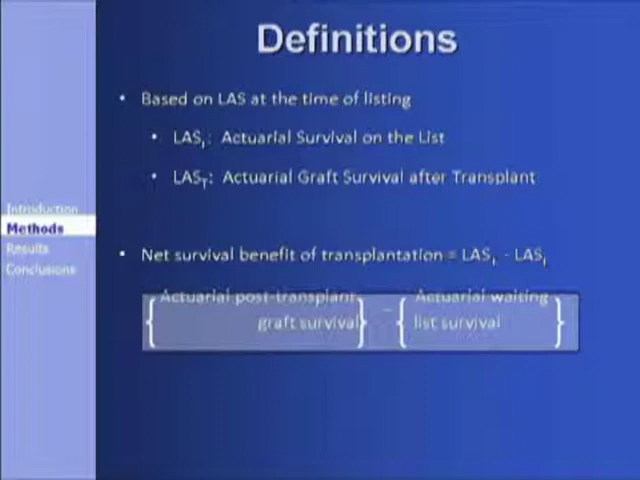 Definitions
• Based on LAS at the time of listing
• LASₗ: Actuarial Survival on the List
• LAS_T: Actuarial Graft Survival after Transplant
Introduction
Methods
Results
Conclusions
• Net survival benefit of transplantation = LAS_T - LASₗ
{Actuarial post-transplant graft survival} - {Actuarial waiting list survival}